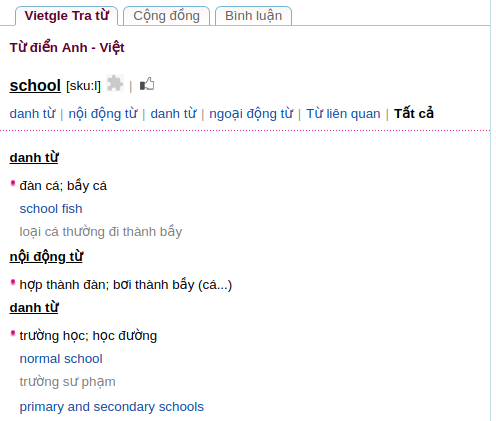 Vietgle Tra từ Cộng đồng Bình luận
Từ điển Anh - Việt
school [sku:l] |
danh từ | nội động từ | danh từ | ngoại động từ | Từ liên quan | Tất cả
danh từ
đàn cá; bầy cá
school fish
loại cá thường đi thành bầy
nội động từ
hợp thành đàn; bơi thành bầy (cá...)
danh từ
trường học; học đường
normal school
trường sư phạm
primary and secondary schools